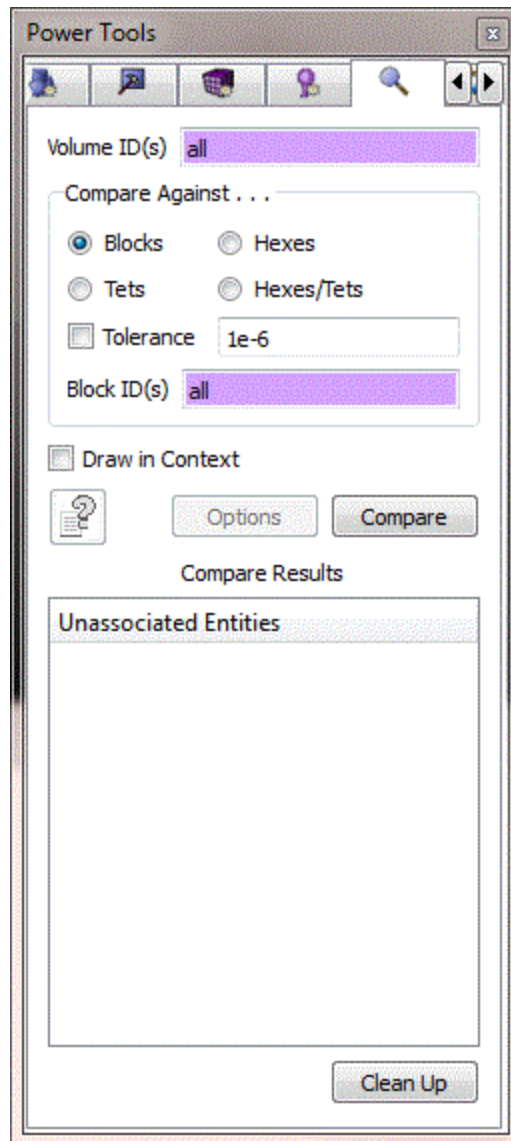 Power Tools
Volume ID(s) all
Compare Against . . .
Blocks Hexes
Tets Hexes/Tets
Tolerance 1e-6
Block ID(s) all
Draw in Context
Options Compare
Compare Results
Unassociated Entities
Clean Up